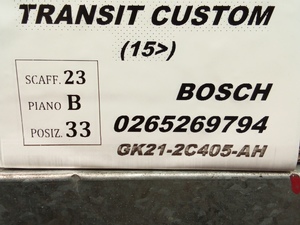 TRANSIT CUSTOM
(15>)
SCAFF. 23
PIANO B
POSIZ. 33
BOSCH
0265269794
GK21-2C405-AH